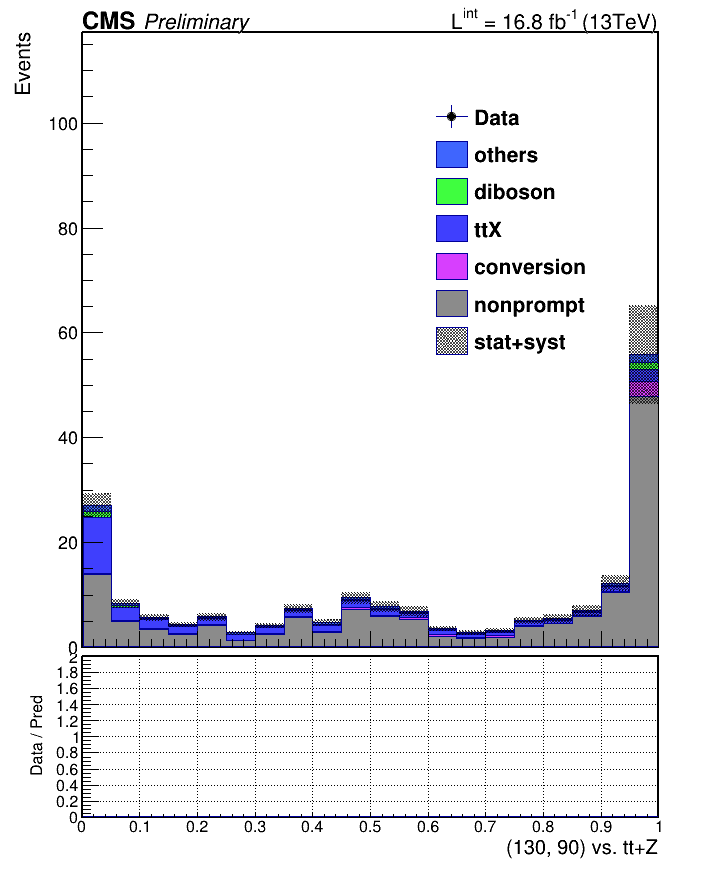 CMS Preliminary
L^int = 16.8 fb^-1 (13TeV)
Events
100
80
60
40
20
0
Data
others
diboson
ttX
conversion
nonprompt
stat+syst
Data / Pred
2
1.8
1.6
1.4
1.2
1
0.8
0.6
0.4
0.2
0
0 0.1 0.2 0.3 0.4 0.5 0.6 0.7 0.8 0.9 1
(130, 90) vs. tt+Z